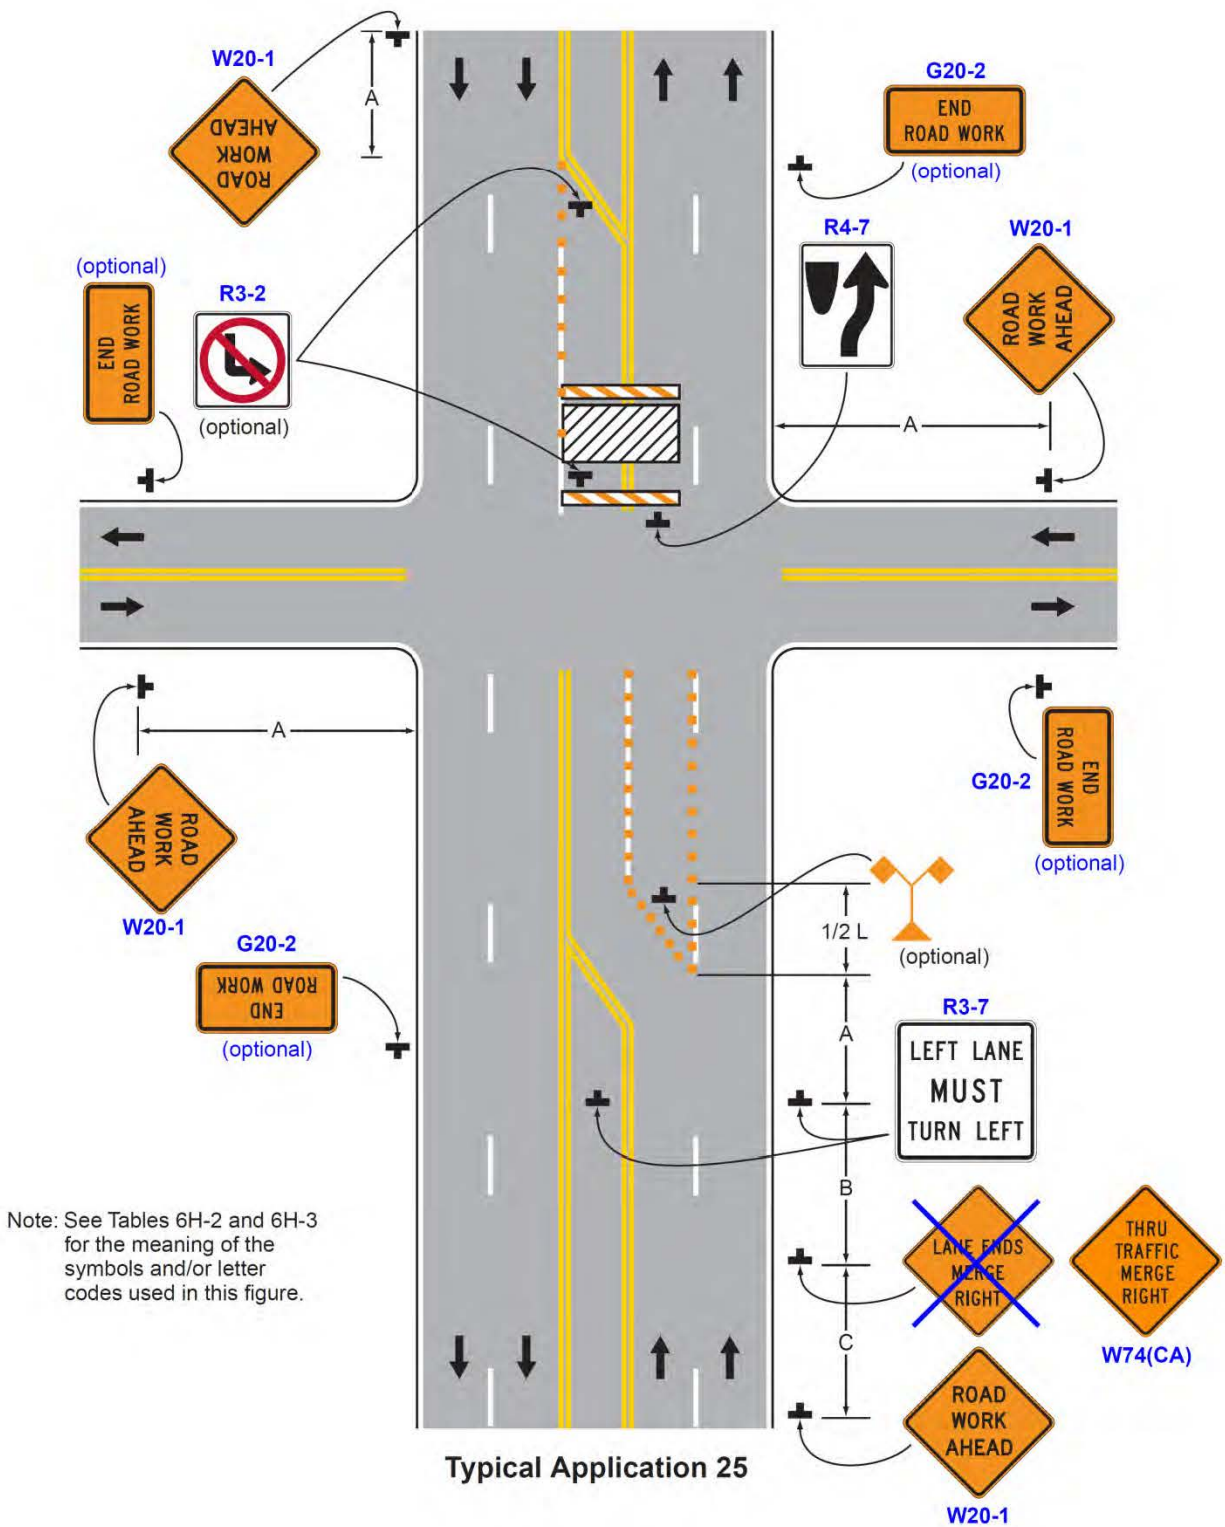 W20-1
ROAD
WORK
AHEAD
A
G20-2
END
ROAD WORK
(optional)
R4-7
W20-1
ROAD
WORK
AHEAD
(optional)
END
ROAD WORK
R3-2
(optional)
A
A
W20-1
ROAD
WORK
AHEAD
G20-2
END
ROAD WORK
(optional)
G20-2
END
ROAD WORK
(optional)
1/2 L
(optional)
A
R3-7
LEFT LANE
MUST
TURN LEFT
B
LANE ENDS
MERGE
RIGHT
THRU
TRAFFIC
MERGE
RIGHT
W74(CA)
C
ROAD
WORK
AHEAD
W20-1
Note: See Tables 6H-2 and 6H-3
for the meaning of the
symbols and/or letter
codes used in this figure.
Typical Application 25